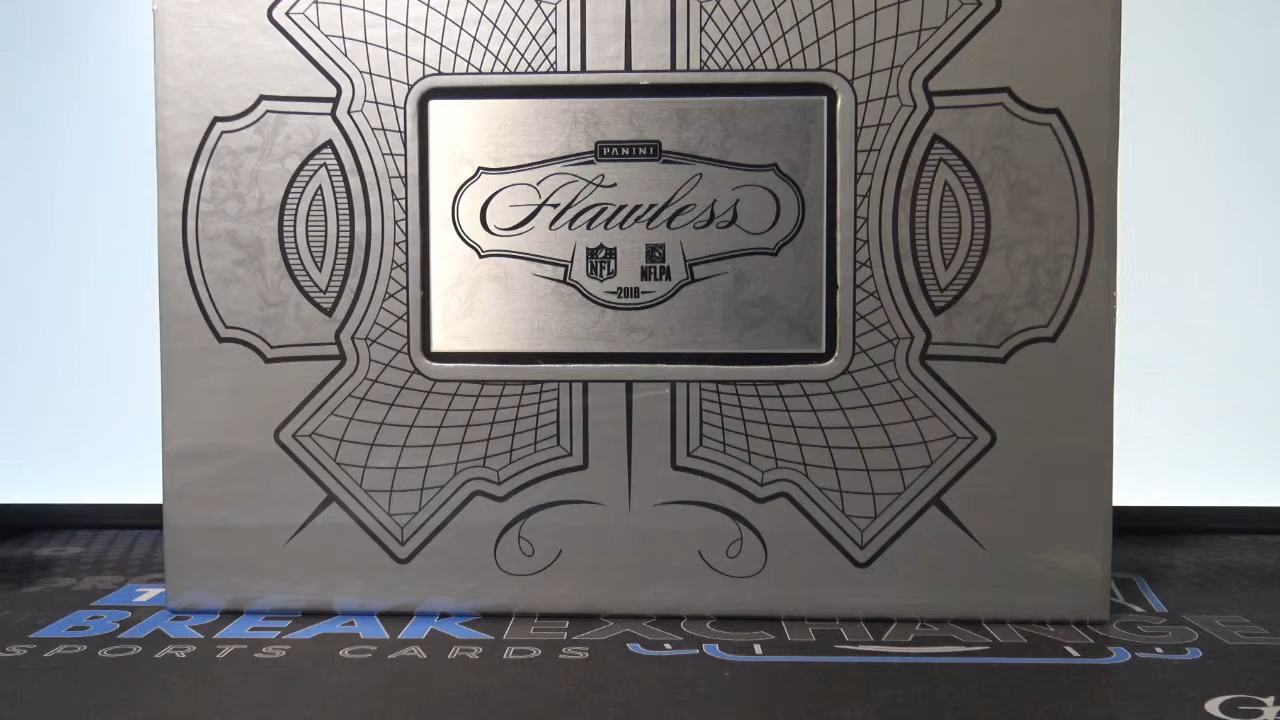 PANINI
Flawless
NFL
NFLPA
2018
BREAK EXCHANGE
SPORTS CARDS